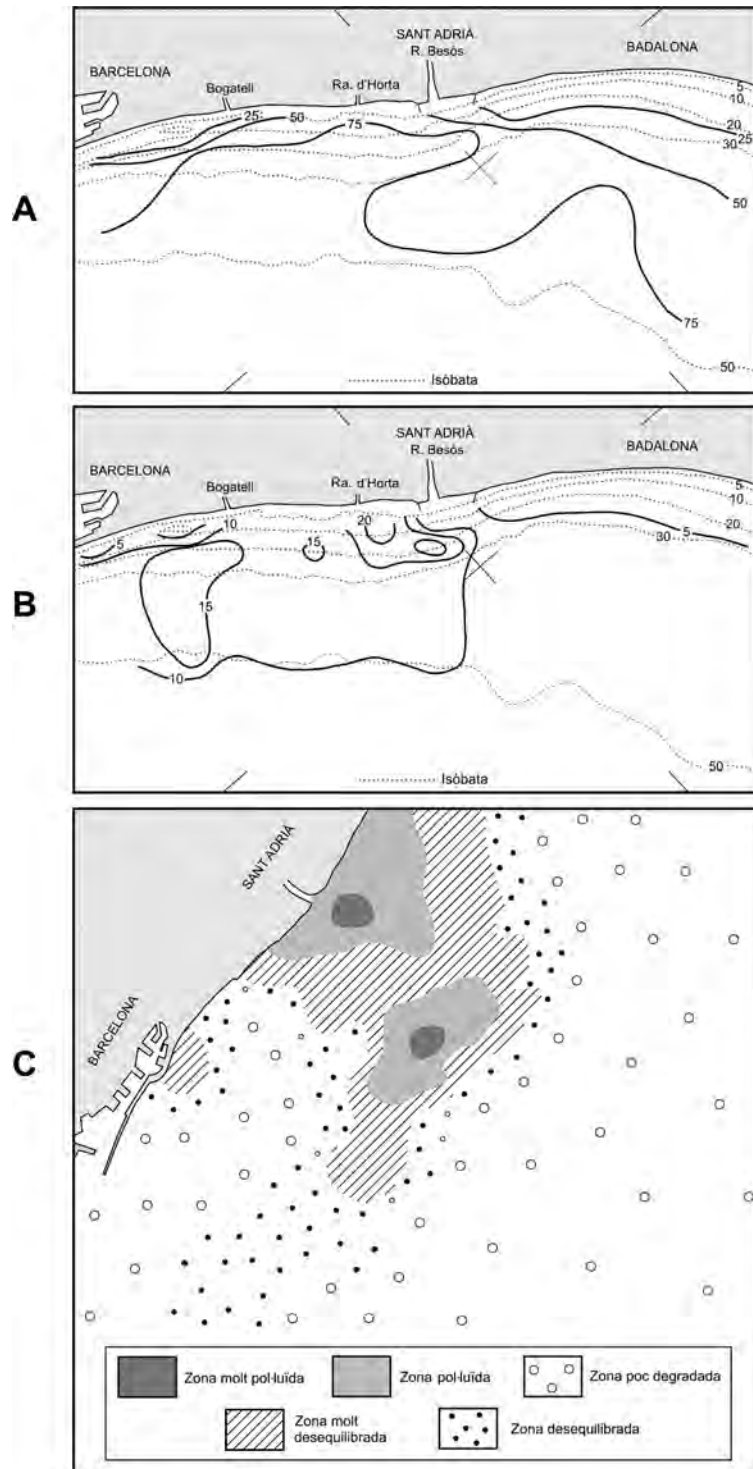 A
BARCELONA
Bogatell
Ra. d'Horta
SANT ADRIÀ
R. Besòs
BADALONA
25
50
75
5
10
20
25
30
50
75
50
Isòbata
B
BARCELONA
Bogatell
Ra. d'Horta
SANT ADRIÀ
R. Besòs
BADALONA
5
10
20
15
15
10
5
10
20
5
30
50
Isòbata
C
SANT ADRIÀ
BARCELONA
Zona molt pol·luïda
Zona pol·luïda
Zona poc degradada
Zona molt
desequilibrada
Zona desequilibrada